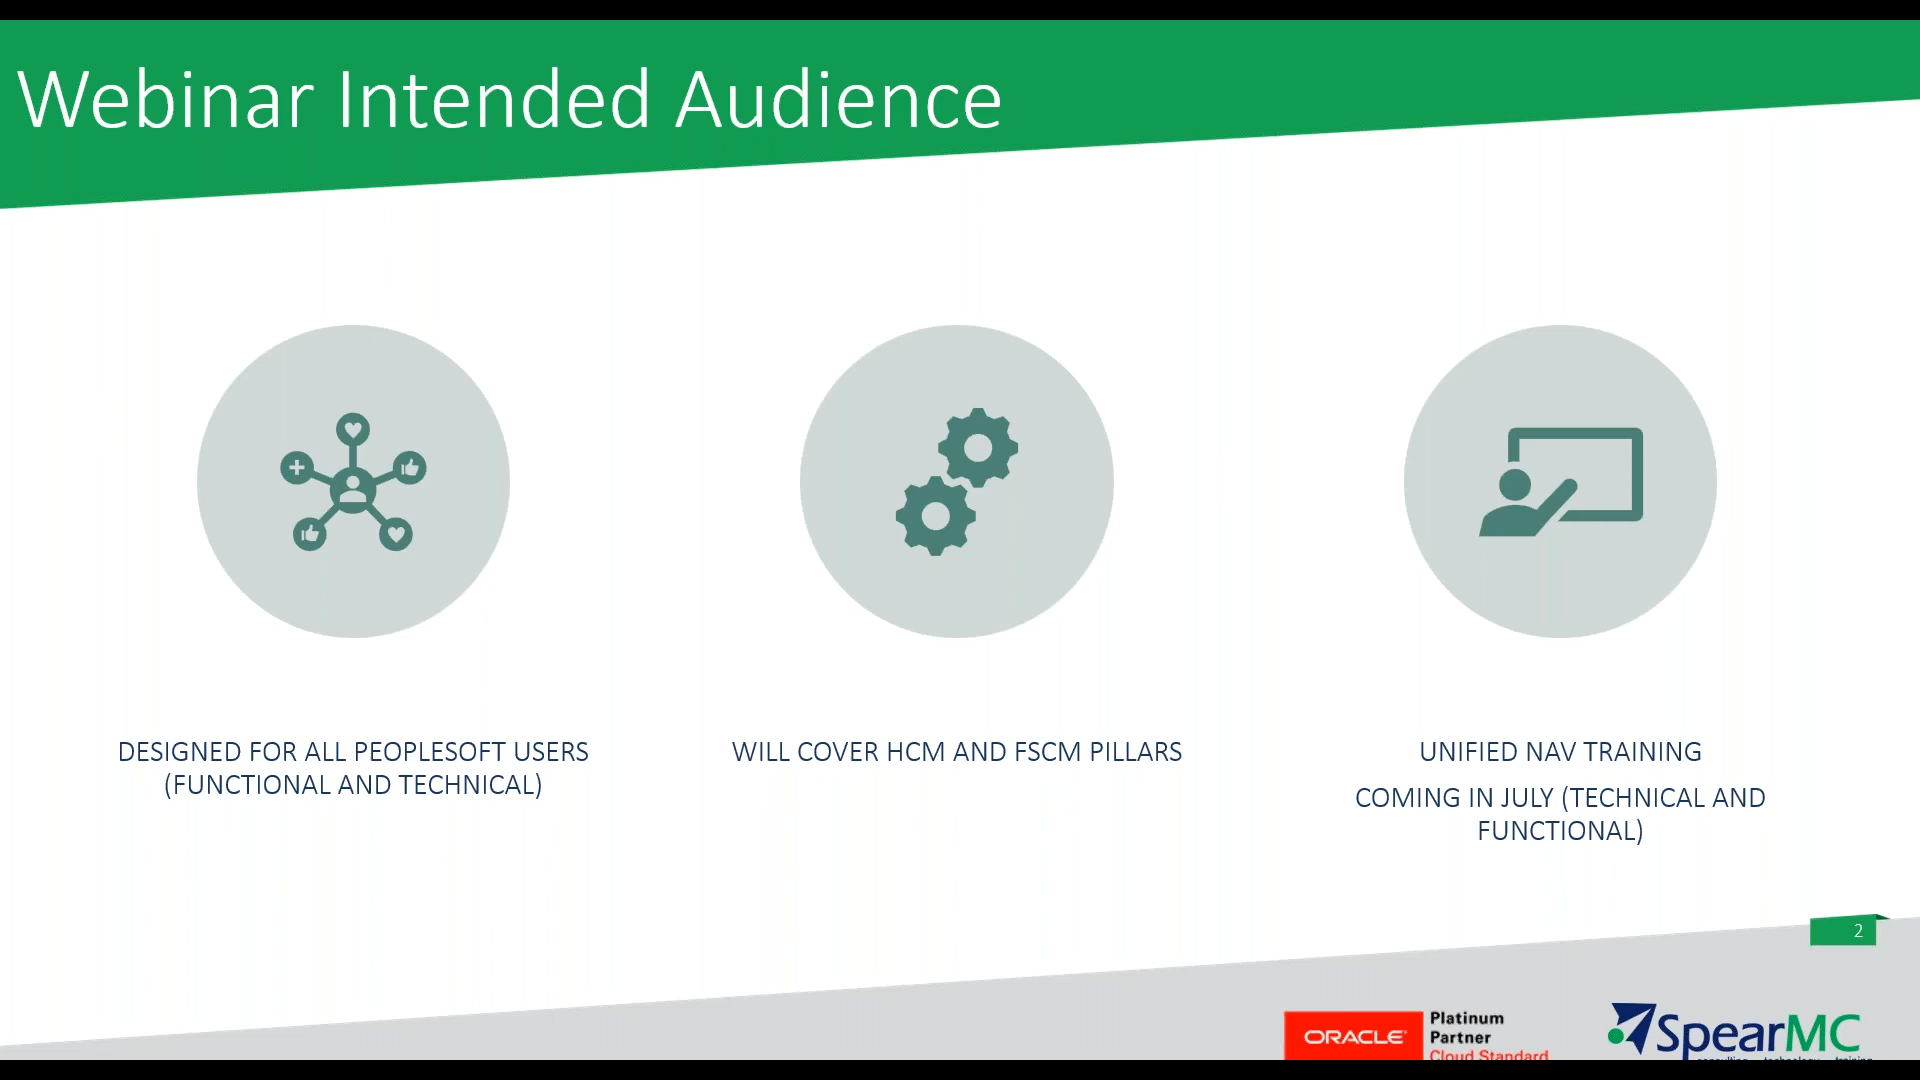 Webinar Intended Audience
DESIGNED FOR ALL PEOPLESOFT USERS
(FUNCTIONAL AND TECHNICAL)
WILL COVER HCM AND FSCM PILLARS
UNIFIED NAV TRAINING
COMING IN JULY (TECHNICAL AND
FUNCTIONAL)
2
ORACLE
Platinum
Partner
Cloud Standard
SpearMC